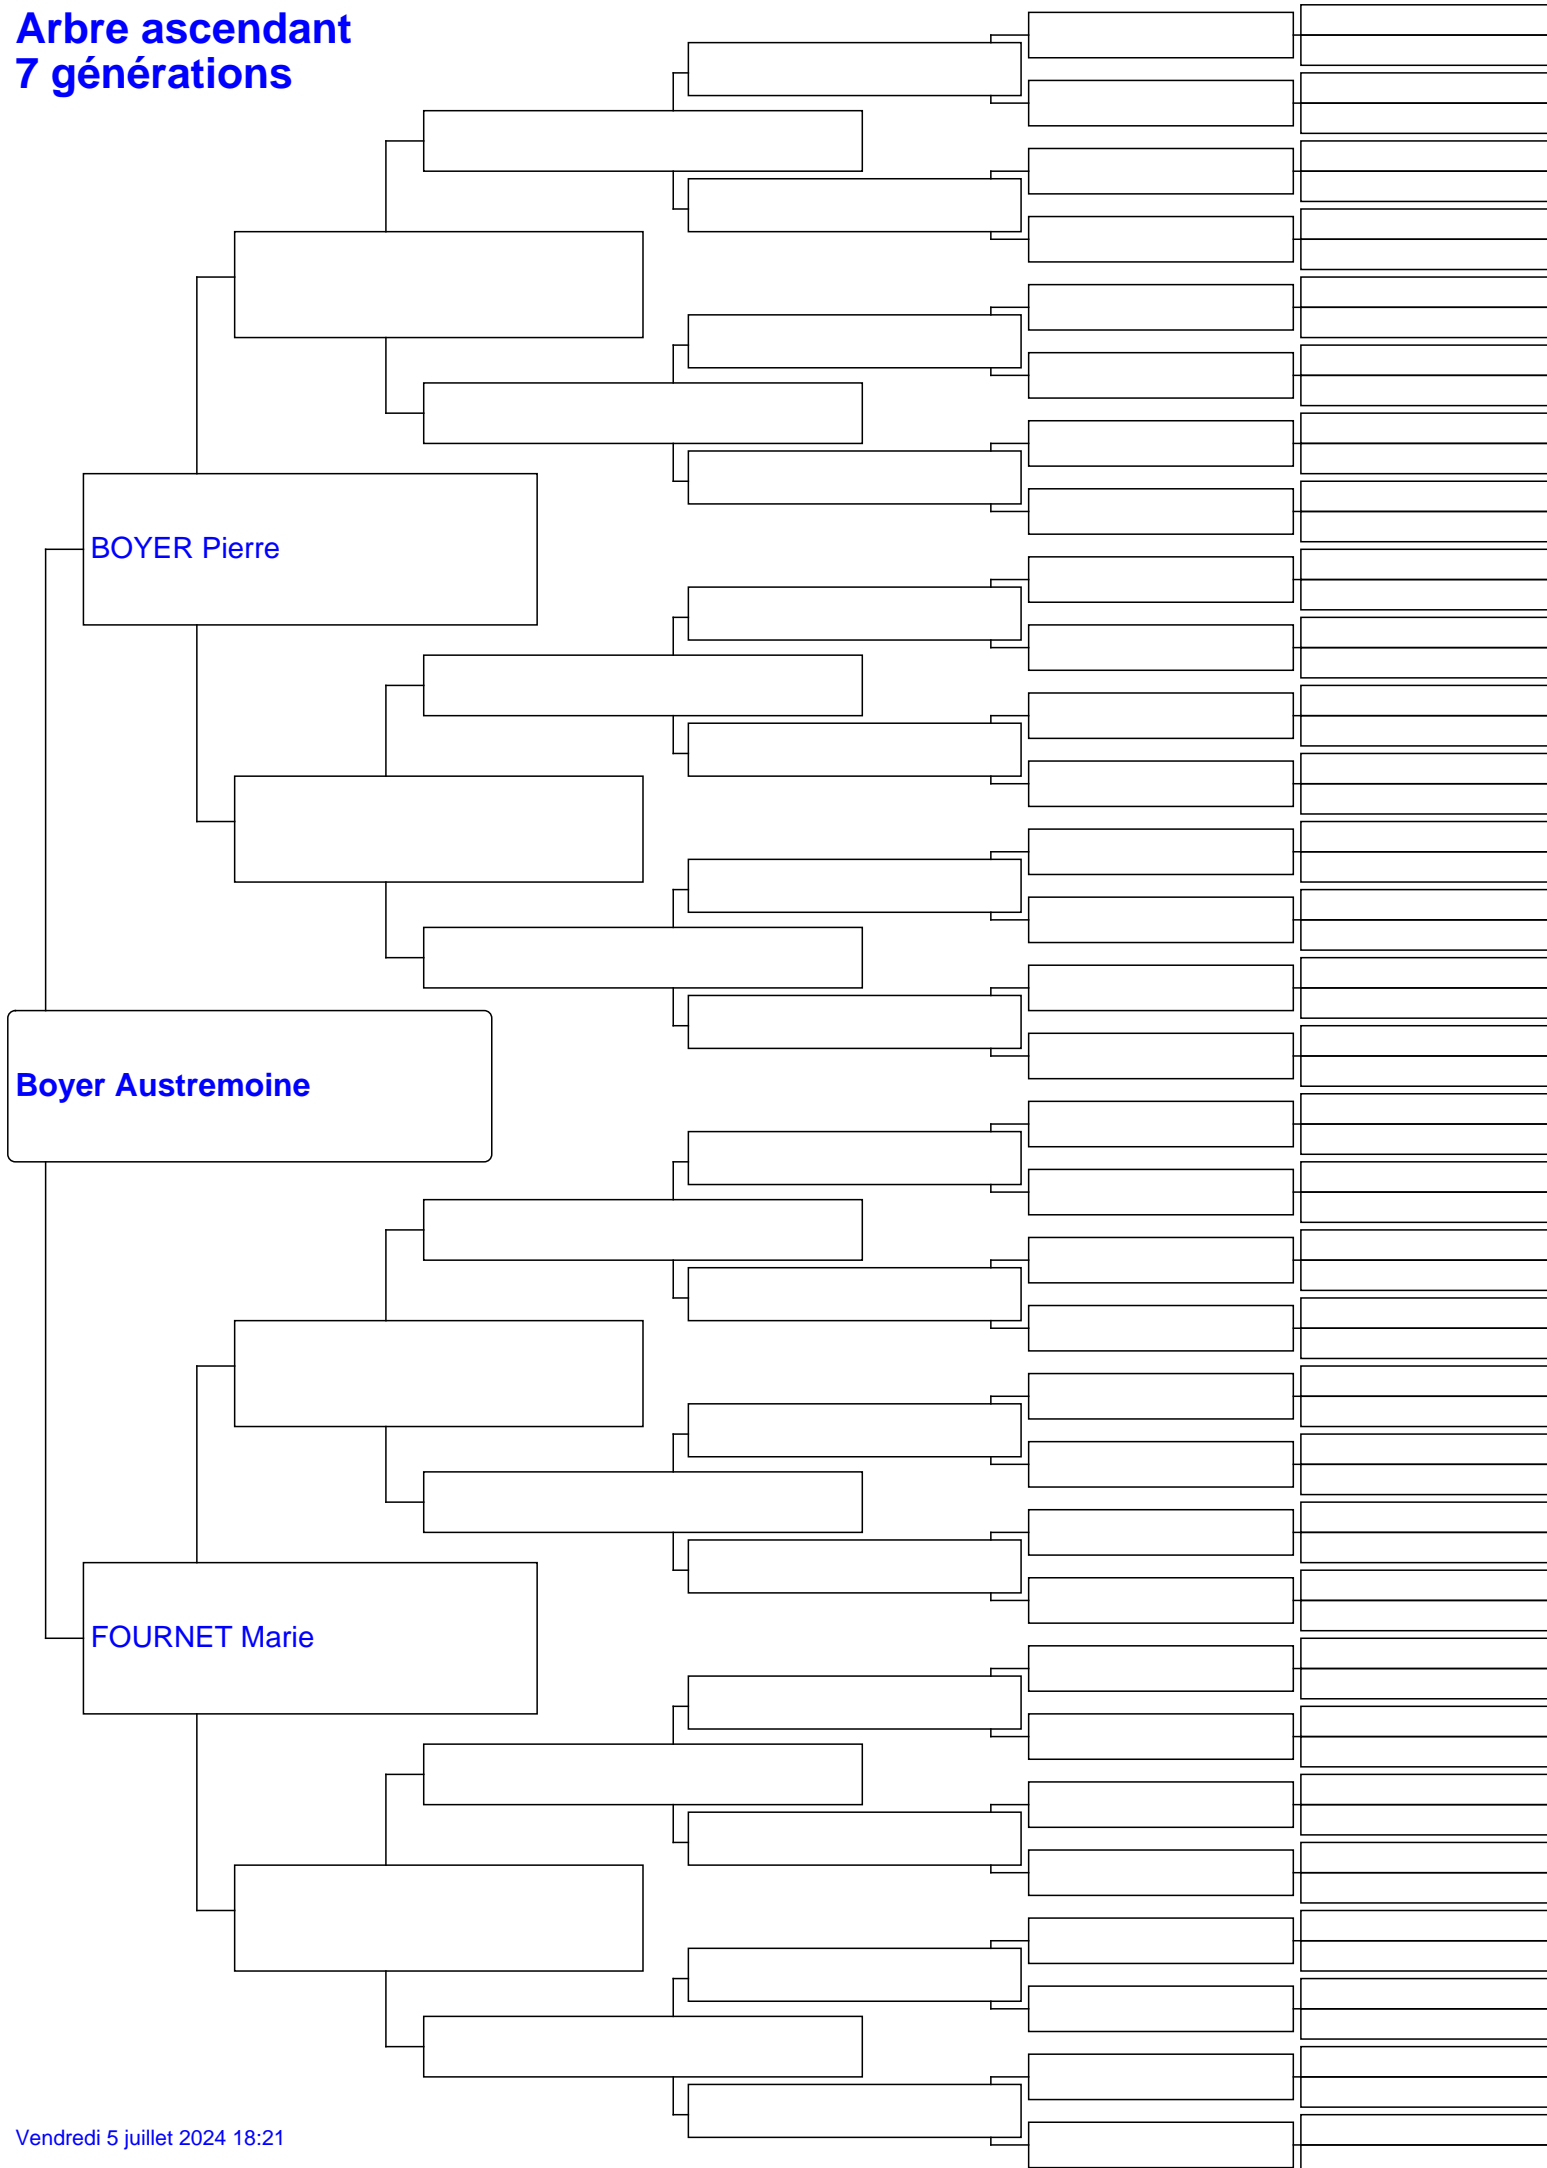 Arbre ascendant
7 générations
BOYER Pierre
Boyer Austremoine
FOURNET Marie
Vendredi 5 juillet 2024 18:21